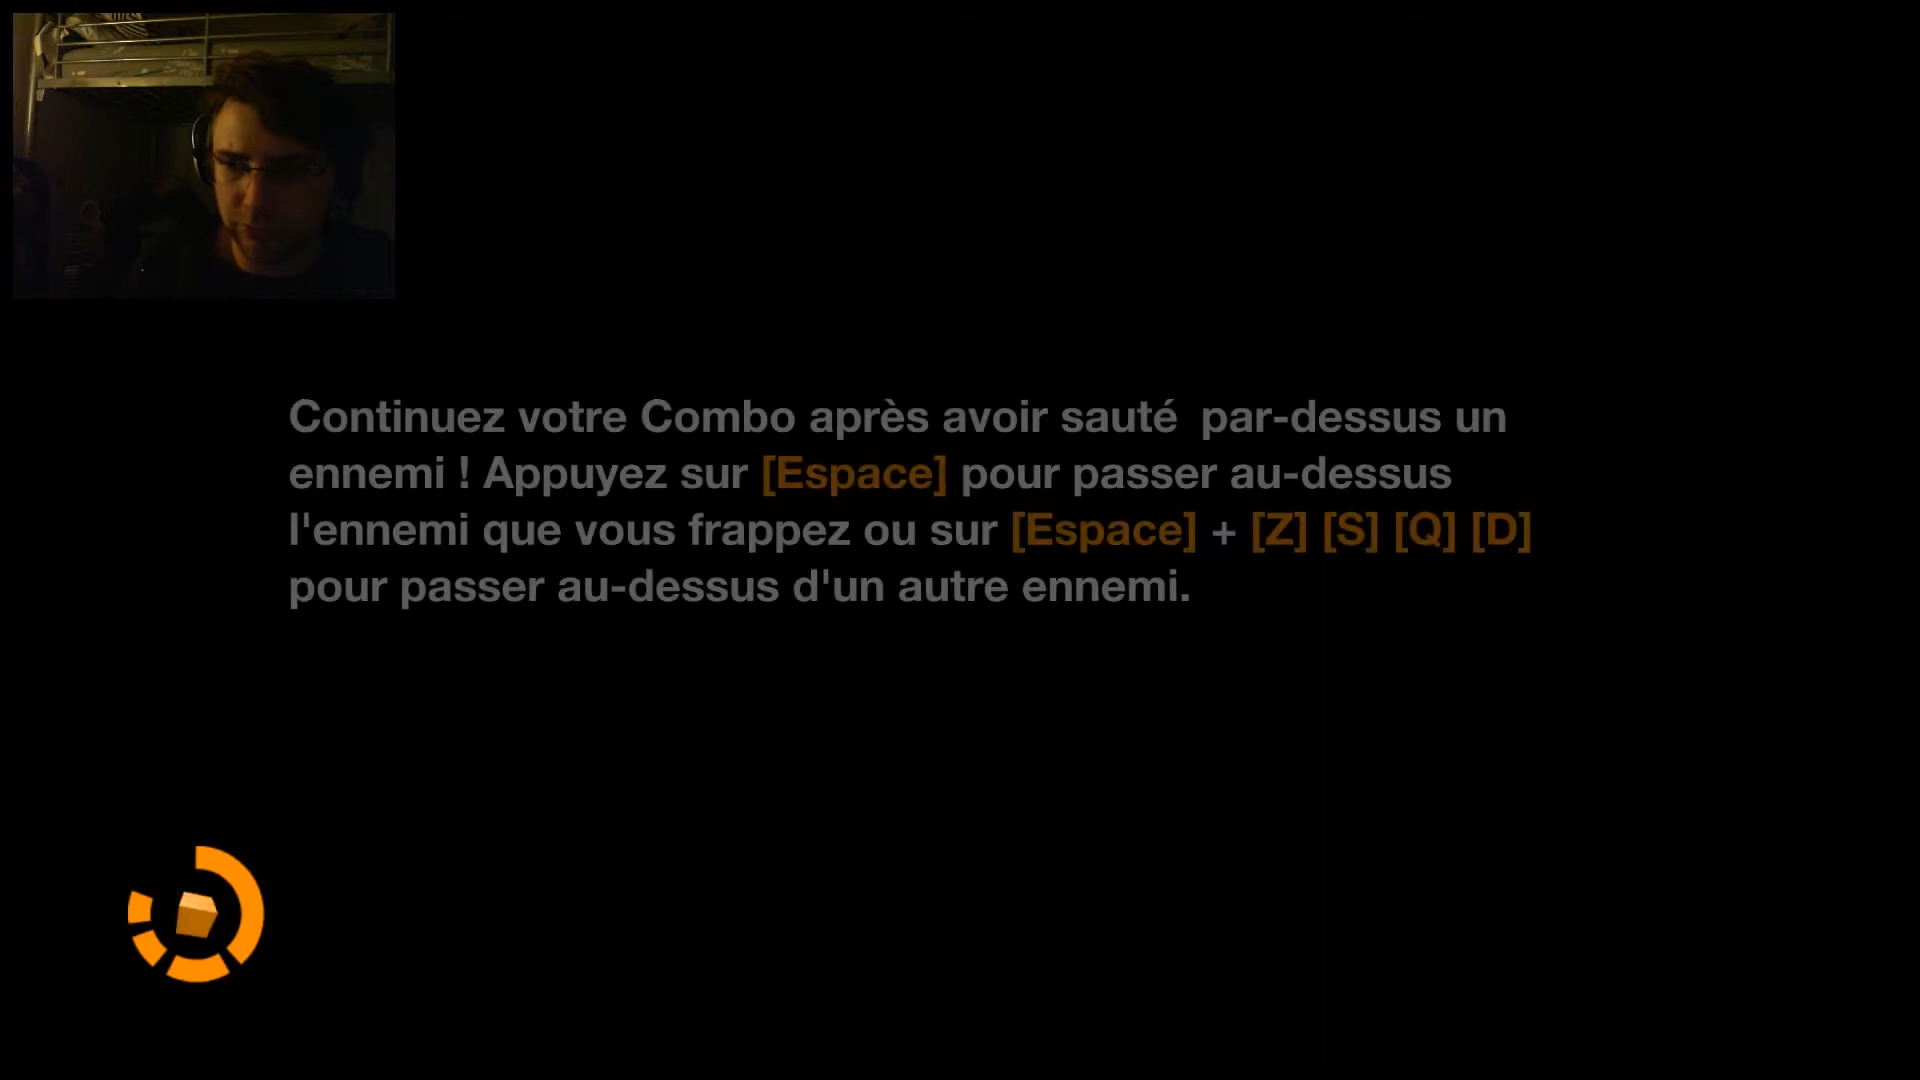 Continuez votre Combo après avoir sauté  par-dessus un
ennemi ! Appuyez sur [Espace] pour passer au-dessus
l'ennemi que vous frappez ou sur [Espace] + [Z] [S] [Q] [D]
pour passer au-dessus d'un autre ennemi.